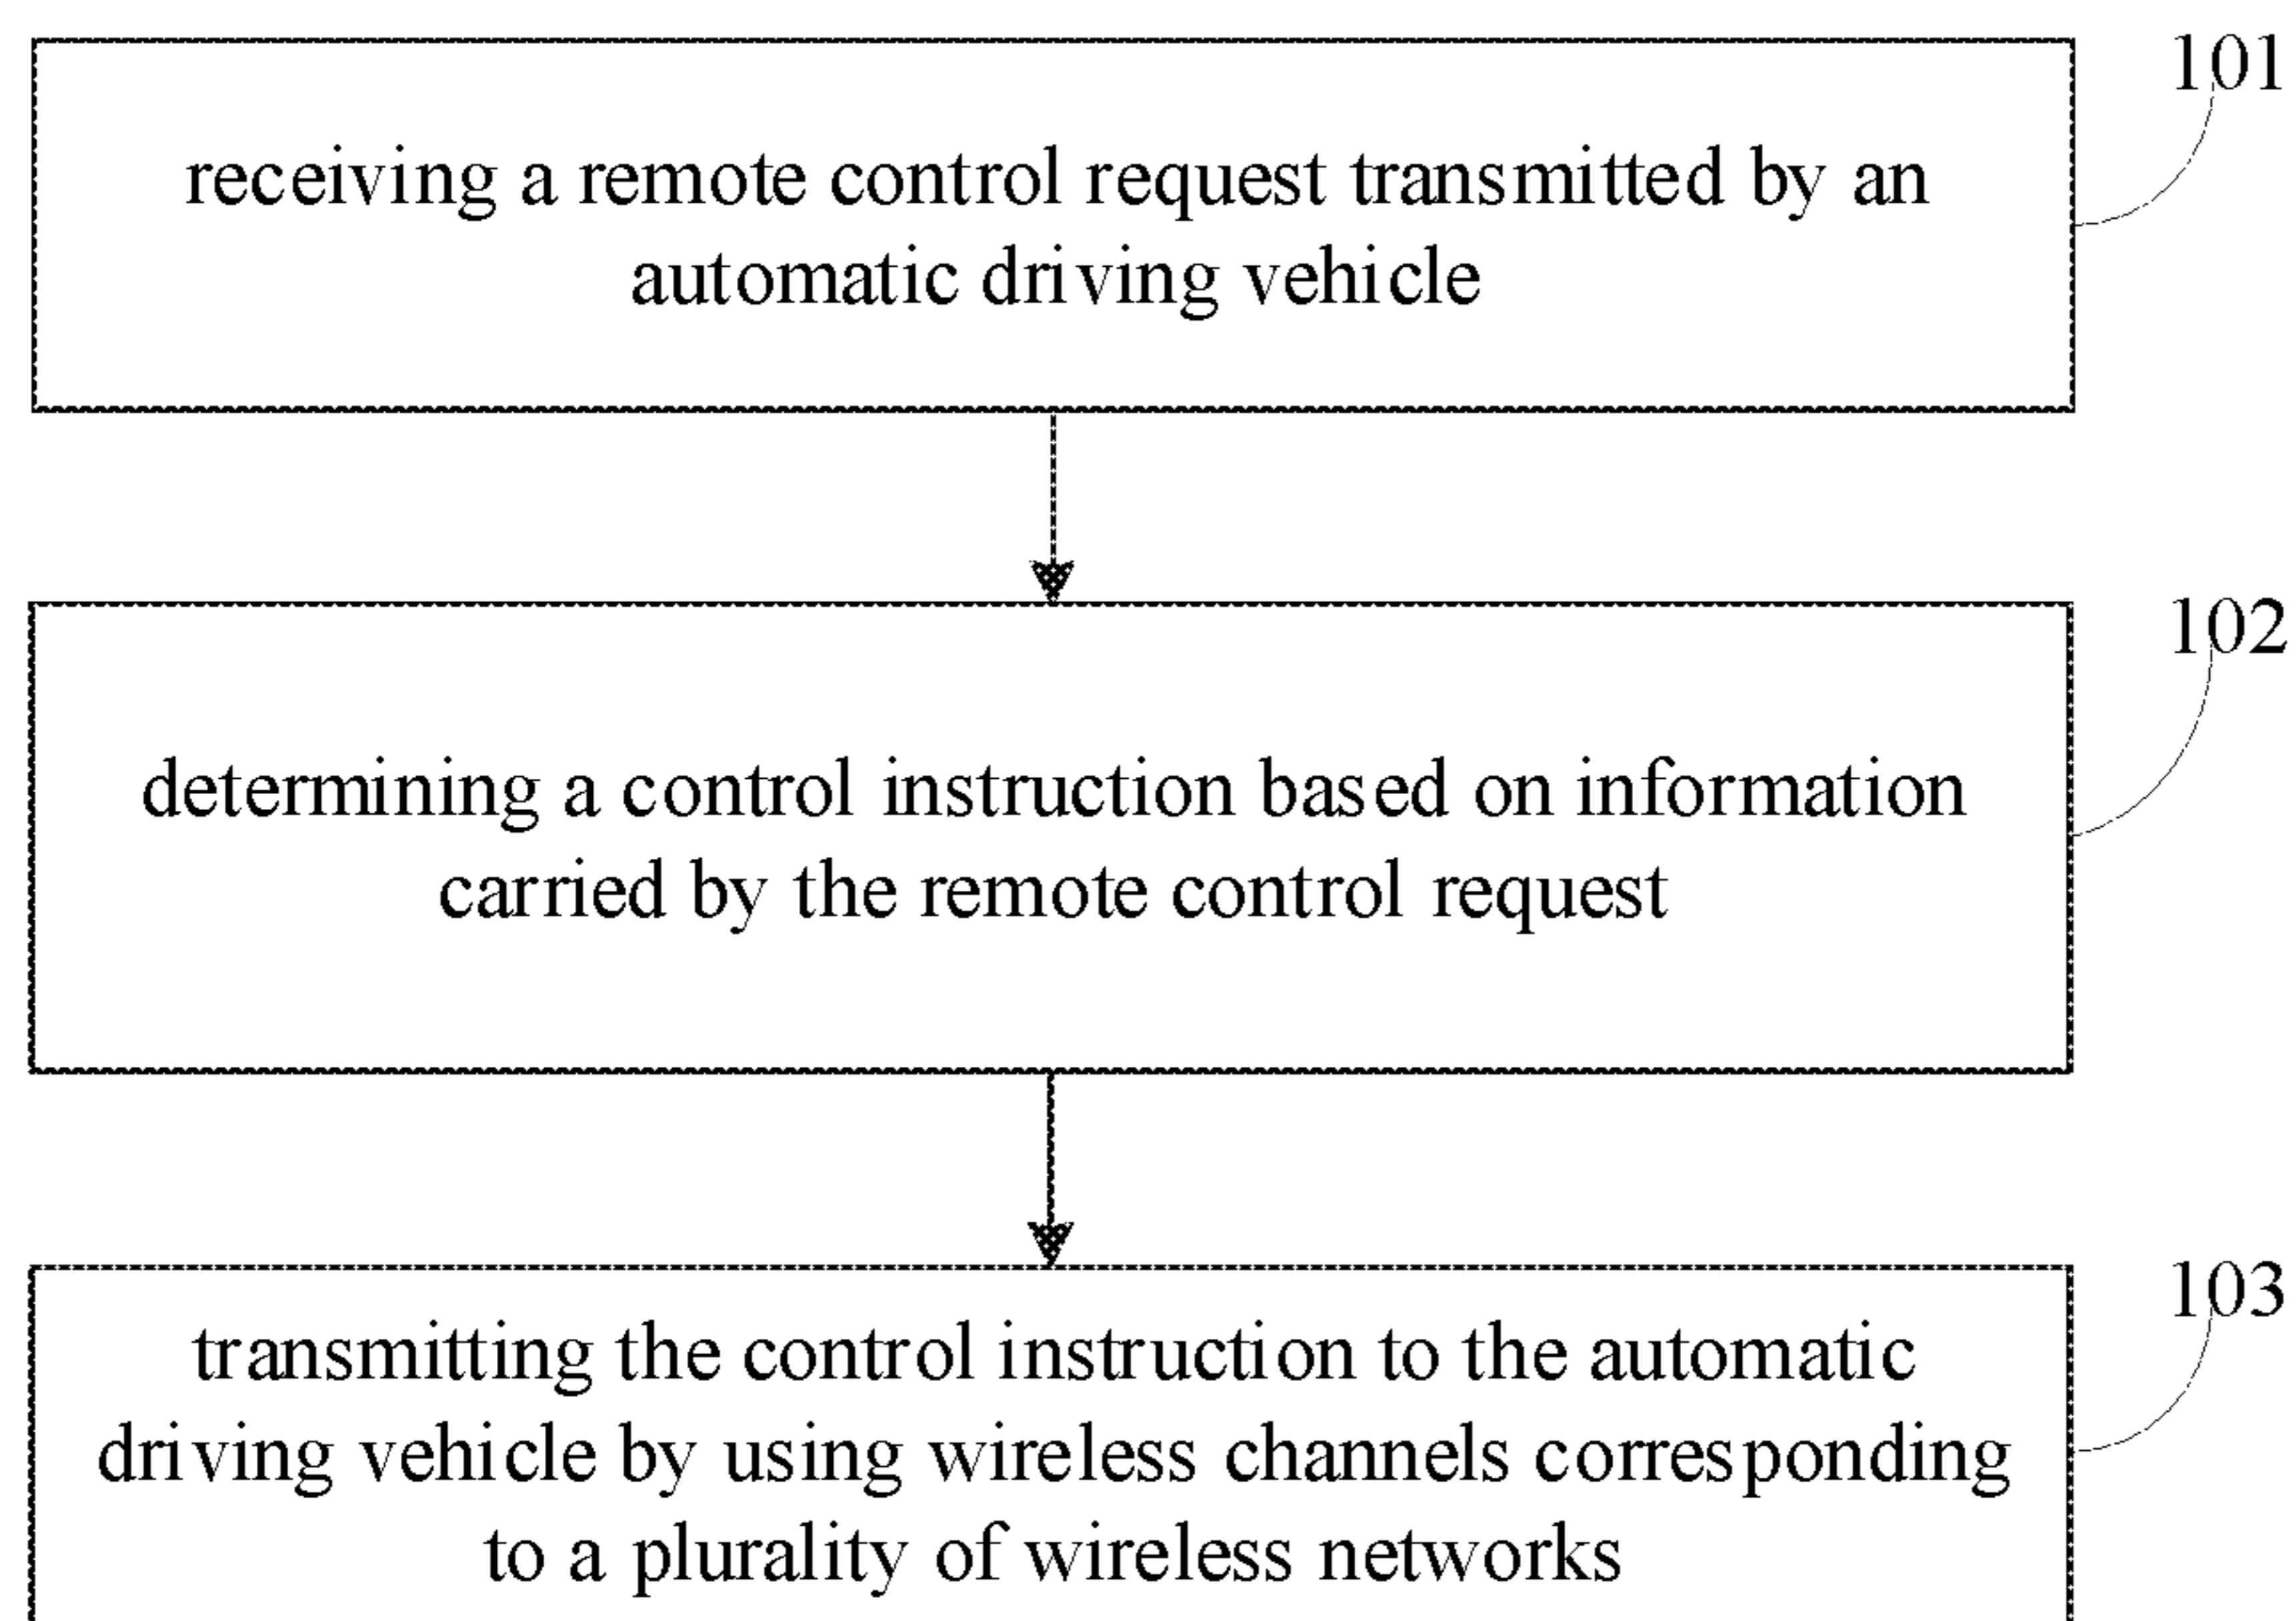 101
receiving a remote control request transmitted by an
automatic driving vehicle
102
determining a control instruction based on information
carried by the remote control request
103
transmitting the control instruction to the automatic
driving vehicle by using wireless channels corresponding
to a plurality of wireless networks